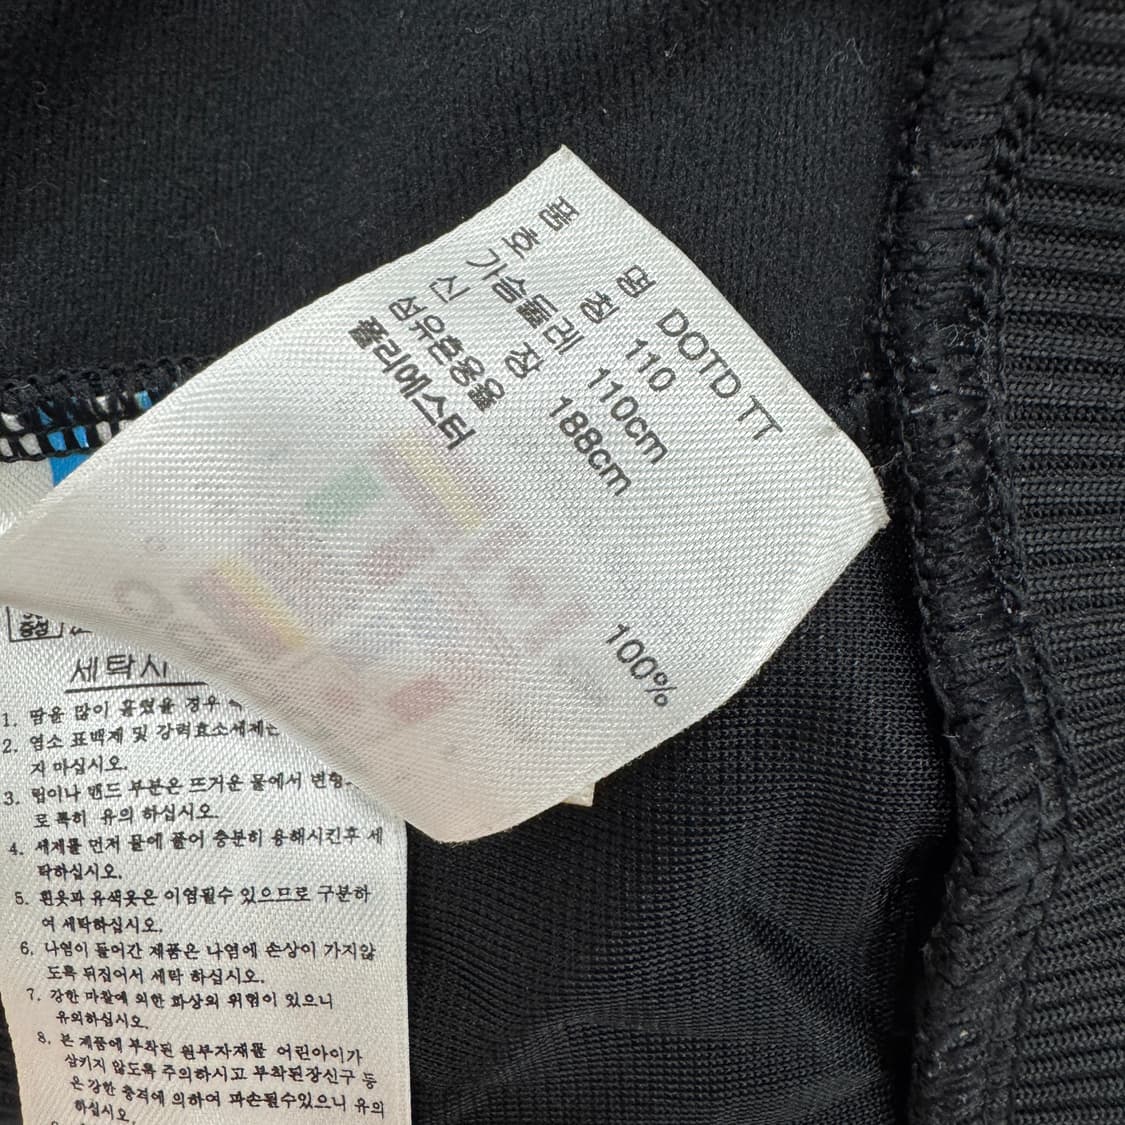 품 명 DOTD TT
호 칭 110
가슴둘레 110cm
신 장 188cm
섬유혼용율
폴리에스터 100%
중성
세탁시
1. 땀을 많이 흘렸을 경우
2. 염소 표백제 및 강력효소세제는
지 마십시오.
3. 립이나 밴드 부분은 뜨거운 물에서 변형
로 특히 유의 하십시오.
4. 세제를 먼저 물에 풀어 충분히 용해시킨후 세
탁하십시오.
5. 흰옷과 유색옷은 이염될수 있으므로 구분하
여 세탁하십시오.
6. 나염이 들어간 제품은 나염에 손상이 가지않
도록 뒤집어서 세탁 하십시오.
7. 강한 마찰에 의한 화상의 위험이 있으니
유의하십시오.
8. 본 제품에 부착된 원부자재를 어린아이가
삼키지 않도록 주의하시고 부착된장신구 등
은 강한 충격에 의하여 파손될수있으니 유의
하십시오.